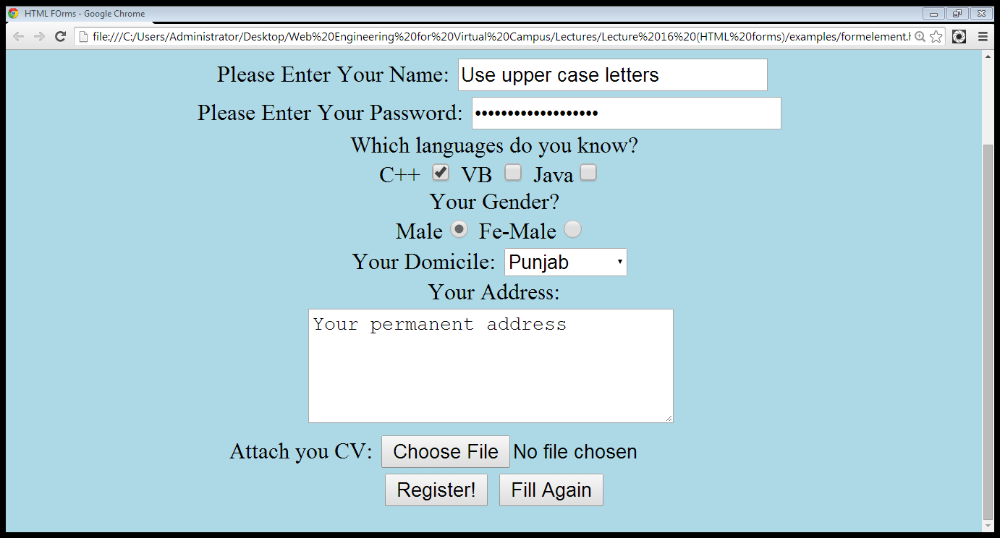 HTML FOrms - Google Chrome
file:///C:/Users/Administrator/Desktop/Web%20Engineering%20for%20Virtual%20Campus/Lectures/Lecture%2016%20(HTML%20forms)/examples/formelement.h
Please Enter Your Name: Use upper case letters
Please Enter Your Password: •••••••••••••••••••
Which languages do you know?
C++ VB Java
Your Gender?
Male Fe-Male
Your Domicile: Punjab
Your Address:
Your permanent address
Attach you CV: Choose File No file chosen
Register! Fill Again